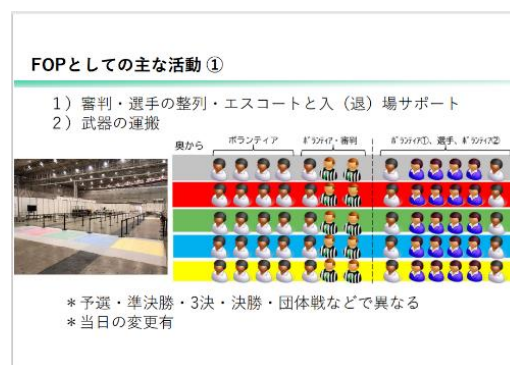 FOPとしての主な活動 ①
1）審判・選手の整列・エスコートと入（退）場サポート
2）武器の運搬
奥から
ボランティア
ﾎﾞﾗﾝﾃｨｱ・審判
ﾎﾞﾗﾝﾃｨｱ①、選手、ﾎﾞﾗﾝﾃｨｱ②
＊予選・準決勝・3決・決勝・団体戦などで異なる
＊当日の変更有